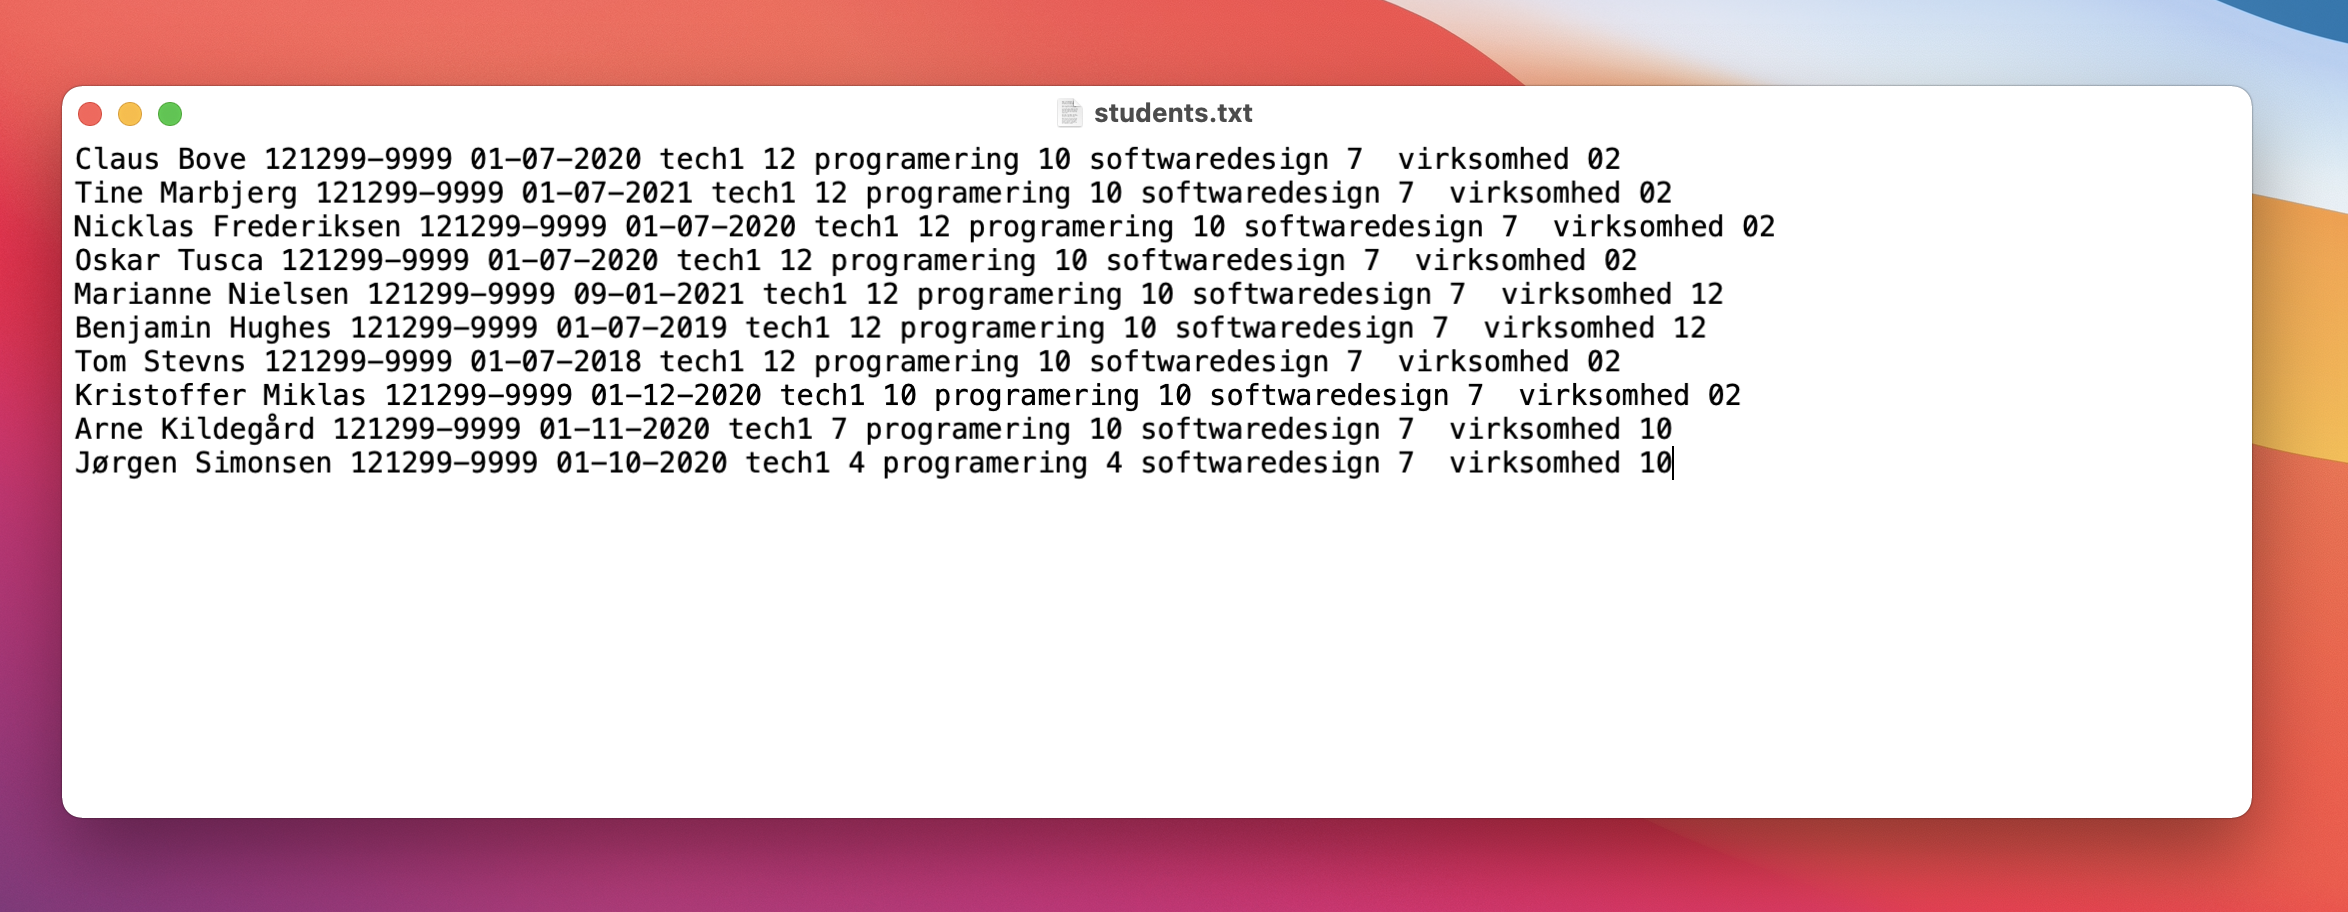 students.txt
Claus Bove 121299-9999 01-07-2020 tech1 12 programering 10 softwaredesign 7  virksomhed 02
Tine Marbjerg 121299-9999 01-07-2021 tech1 12 programering 10 softwaredesign 7  virksomhed 02
Nicklas Frederiksen 121299-9999 01-07-2020 tech1 12 programering 10 softwaredesign 7  virksomhed 02
Oskar Tusca 121299-9999 01-07-2020 tech1 12 programering 10 softwaredesign 7  virksomhed 02
Marianne Nielsen 121299-9999 09-01-2021 tech1 12 programering 10 softwaredesign 7  virksomhed 12
Benjamin Hughes 121299-9999 01-07-2019 tech1 12 programering 10 softwaredesign 7  virksomhed 12
Tom Stevns 121299-9999 01-07-2018 tech1 12 programering 10 softwaredesign 7  virksomhed 02
Kristoffer Miklas 121299-9999 01-12-2020 tech1 10 programering 10 softwaredesign 7  virksomhed 02
Arne Kildegård 121299-9999 01-11-2020 tech1 7 programering 10 softwaredesign 7  virksomhed 10
Jørgen Simonsen 121299-9999 01-10-2020 tech1 4 programering 4 softwaredesign 7  virksomhed 10